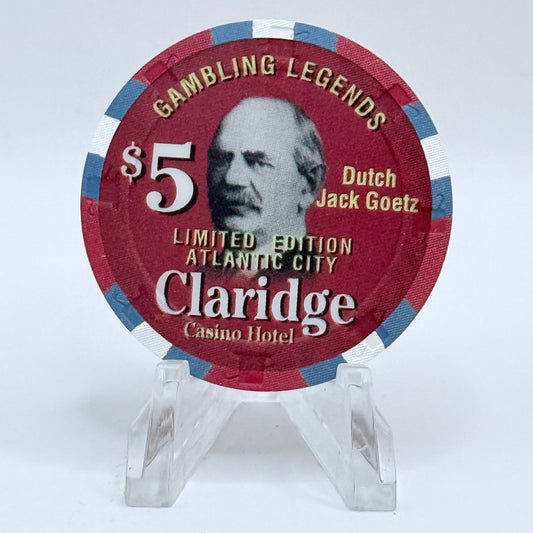 GAMBLING LEGENDS
$5
Dutch
Jack Goetz
LIMITED EDITION
ATLANTIC CITY
Claridge
Casino Hotel